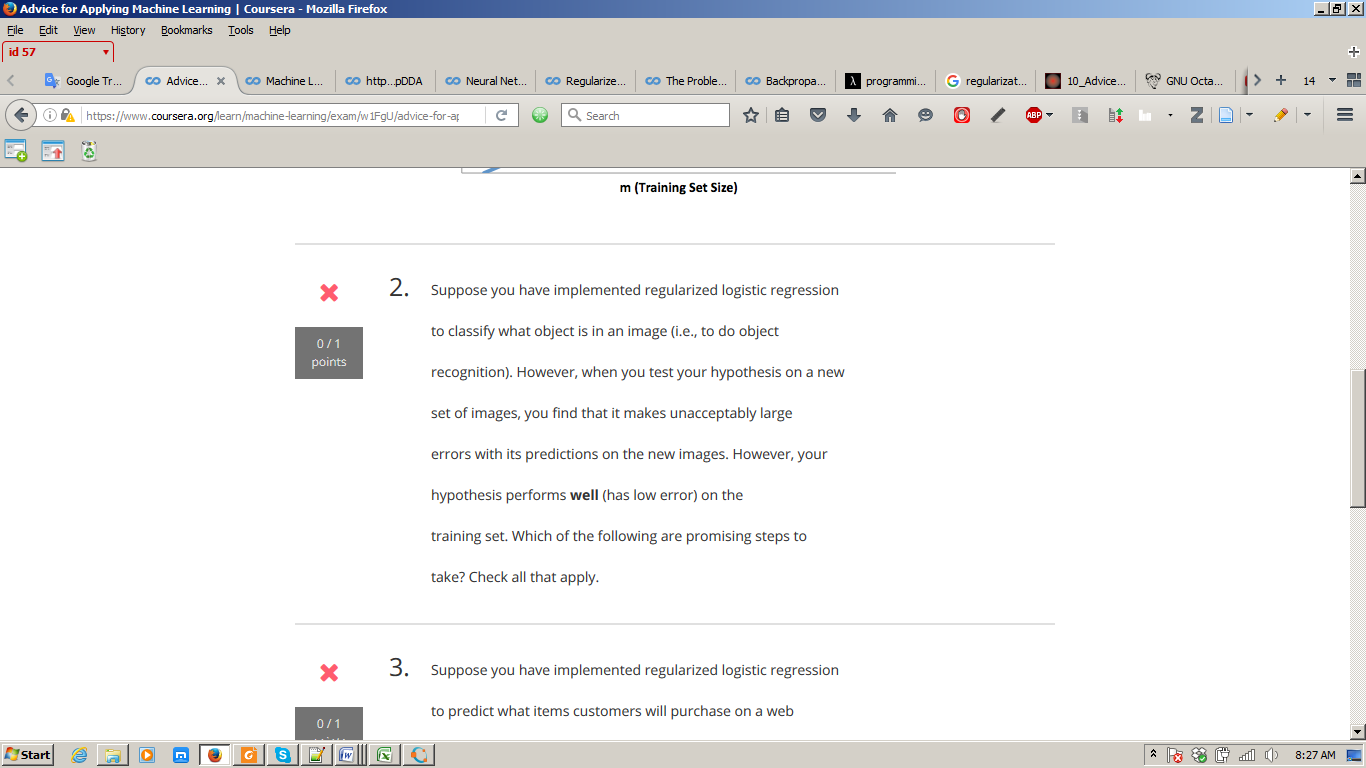 Advice for Applying Machine Learning | Coursera - Mozilla Firefox
File Edit View History Bookmarks Tools Help
id 57
Google Tr... Advice... Machine L... http...pDDA Neural Net... Regularize... The Proble... Backpropa... programmi... regularizat... 10_Advice... GNU Octa... 14
https://www.coursera.org/learn/machine-learning/exam/w1FgU/advice-for-ap
Search
ABP
m (Training Set Size)
2. Suppose you have implemented regularized logistic regression
0 / 1
points
to classify what object is in an image (i.e., to do object
recognition). However, when you test your hypothesis on a new
set of images, you find that it makes unacceptably large
errors with its predictions on the new images. However, your
hypothesis performs well (has low error) on the
training set. Which of the following are promising steps to
take? Check all that apply.
3. Suppose you have implemented regularized logistic regression
to predict what items customers will purchase on a web
0 / 1
Start
8:27 AM